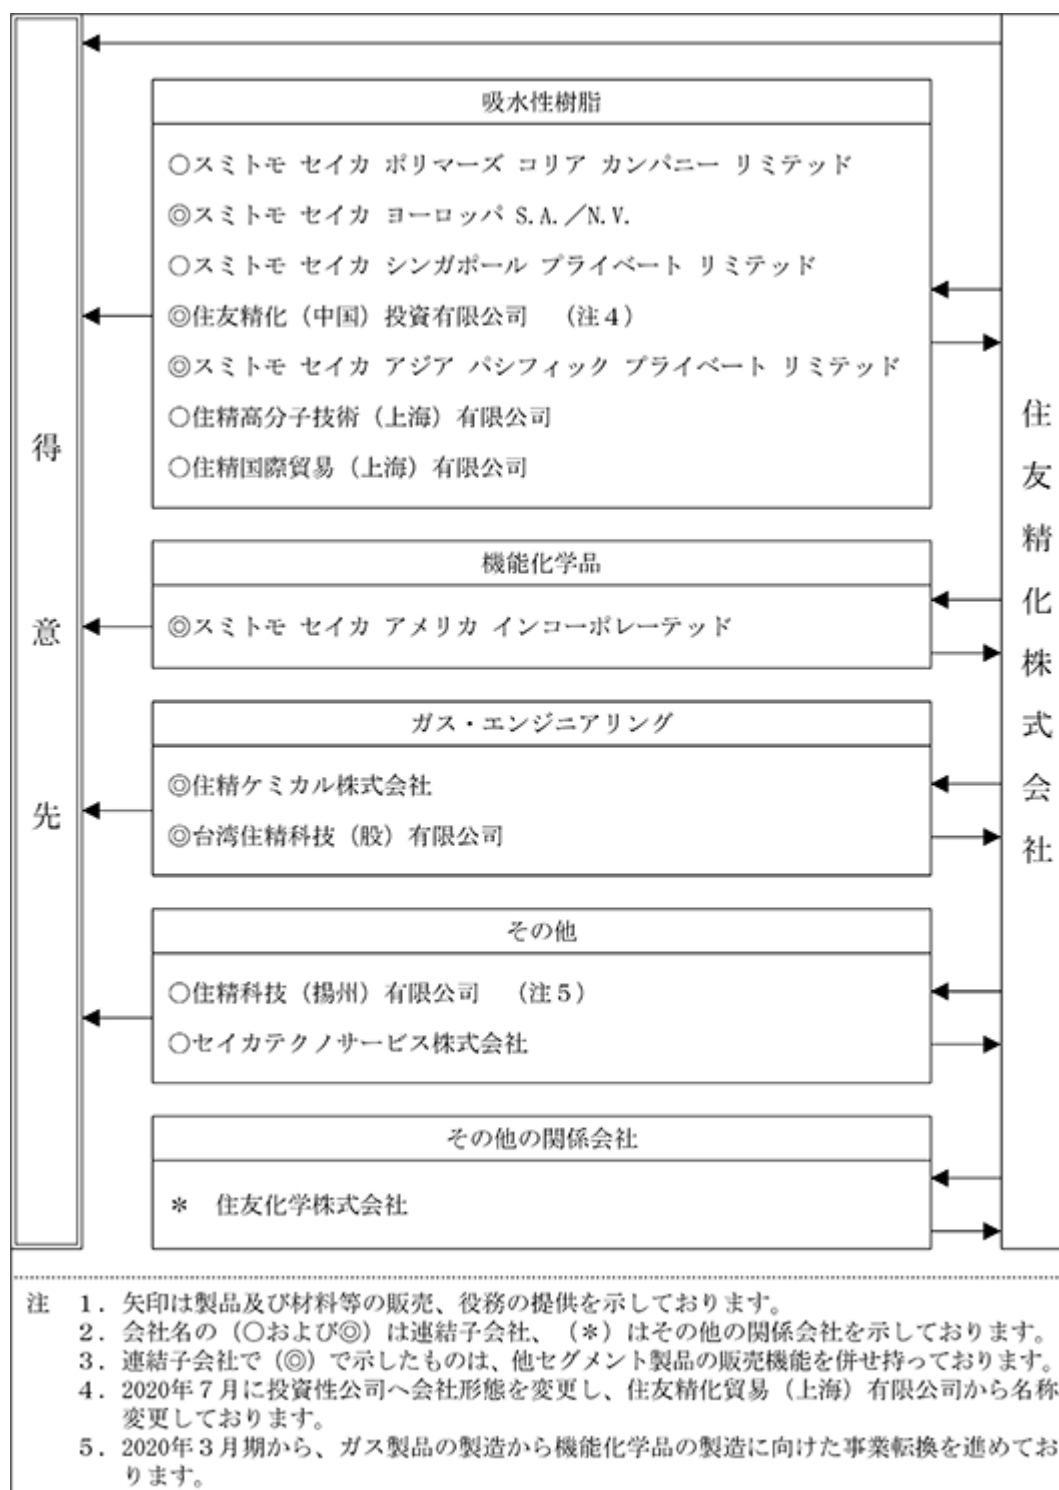 吸水性樹脂
○スミトモ セイカ ポリマーズ コリア カンパニー リミテッド
◎スミトモ セイカ ヨーロッパ S.A.／N.V.
○スミトモ セイカ シンガポール プライベート リミテッド
◎住友精化（中国）投資有限公司 （注４）
◎スミトモ セイカ アジア パシフィック プライベート リミテッド
○住精高分子技術（上海）有限公司
○住精国際貿易（上海）有限公司
機能化学品
◎スミトモ セイカ アメリカ インコーポレーテッド
ガス・エンジニアリング
◎住精ケミカル株式会社
◎台湾住精科技（股）有限公司
その他
○住精科技（揚州）有限公司 （注５）
○セイカテクノサービス株式会社
その他の関係会社
＊ 住友化学株式会社
得意先
住友精化株式会社
注 １．矢印は製品及び材料等の販売、役務の提供を示しております。
２．会社名の（○および◎）は連結子会社、（＊）はその他の関係会社を示しております。
３．連結子会社で（◎）で示したものは、他セグメント製品の販売機能を併せ持っております。
４．2020年７月に投資性公司へ会社形態を変更し、住友精化貿易（上海）有限公司から名称
変更しております。
５．2020年３月期から、ガス製品の製造から機能化学品の製造に向けた事業転換を進めてお
ります。